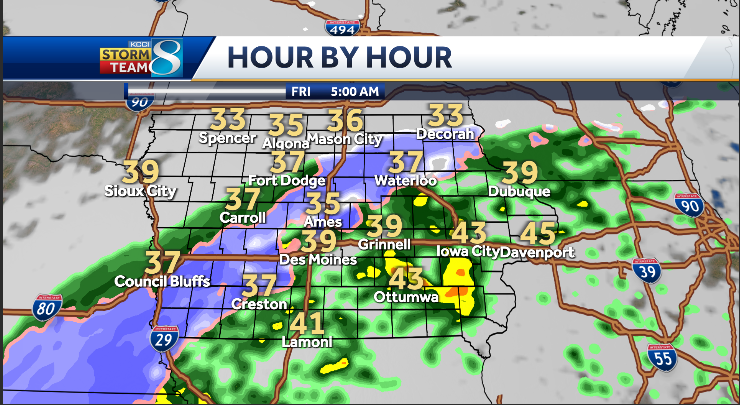 494
KCCI
STORM
TEAM
8
HOUR BY HOUR
FRI 5:00 AM
90
33
Spencer
35
Algona
36
Mason City
33
Decorah
39
Sioux City
37
Fort Dodge
37
Waterloo
39
Dubuque
37
Carroll
35
Ames
90
39
Des Moines
39
Grinnell
43
Iowa City
45
Davenport
37
Council Bluffs
39
37
Creston
43
Ottumwa
80
41
Lamoni
29
55